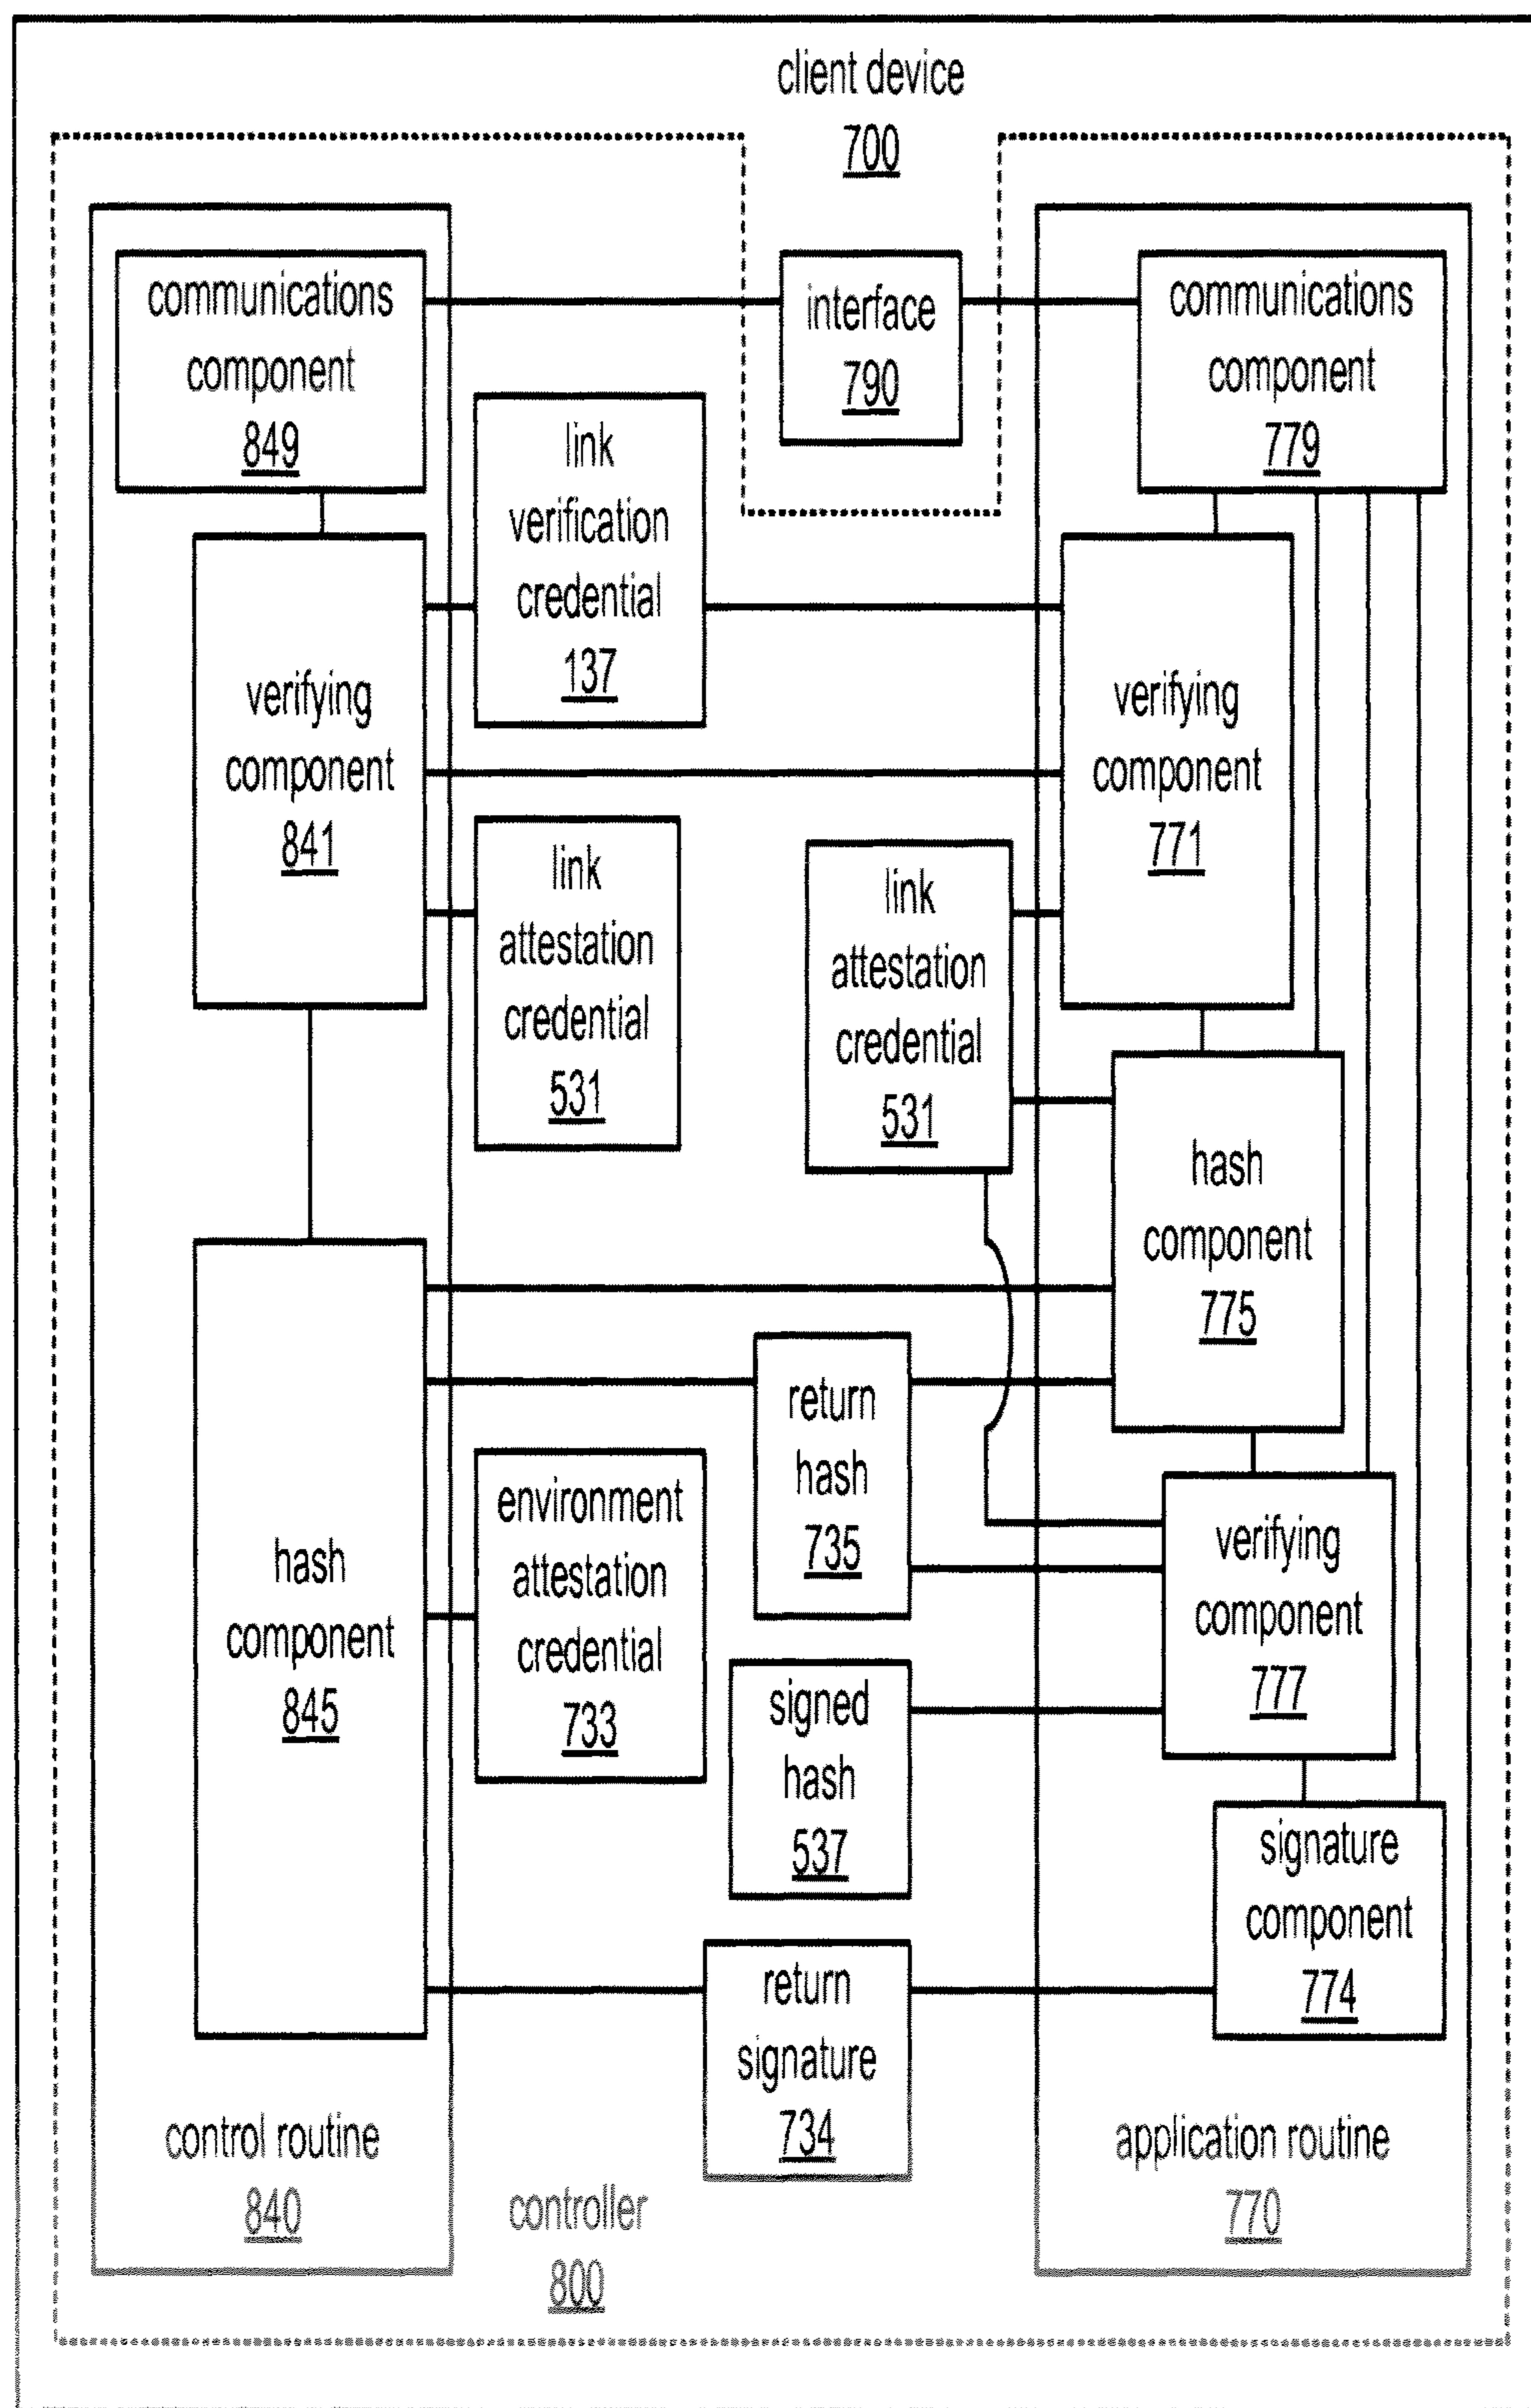 client device
700
communications
component
849
interface
790
communications
component
779
link
verification
credential
137
verifying
component
841
verifying
component
771
link
attestation
credential
531
link
attestation
credential
531
hash
component
775
return
hash
735
environment
attestation
credential
733
hash
component
845
verifying
component
777
signed
hash
537
signature
component
774
return
signature
734
control routine
840
application routine
770
controller
800